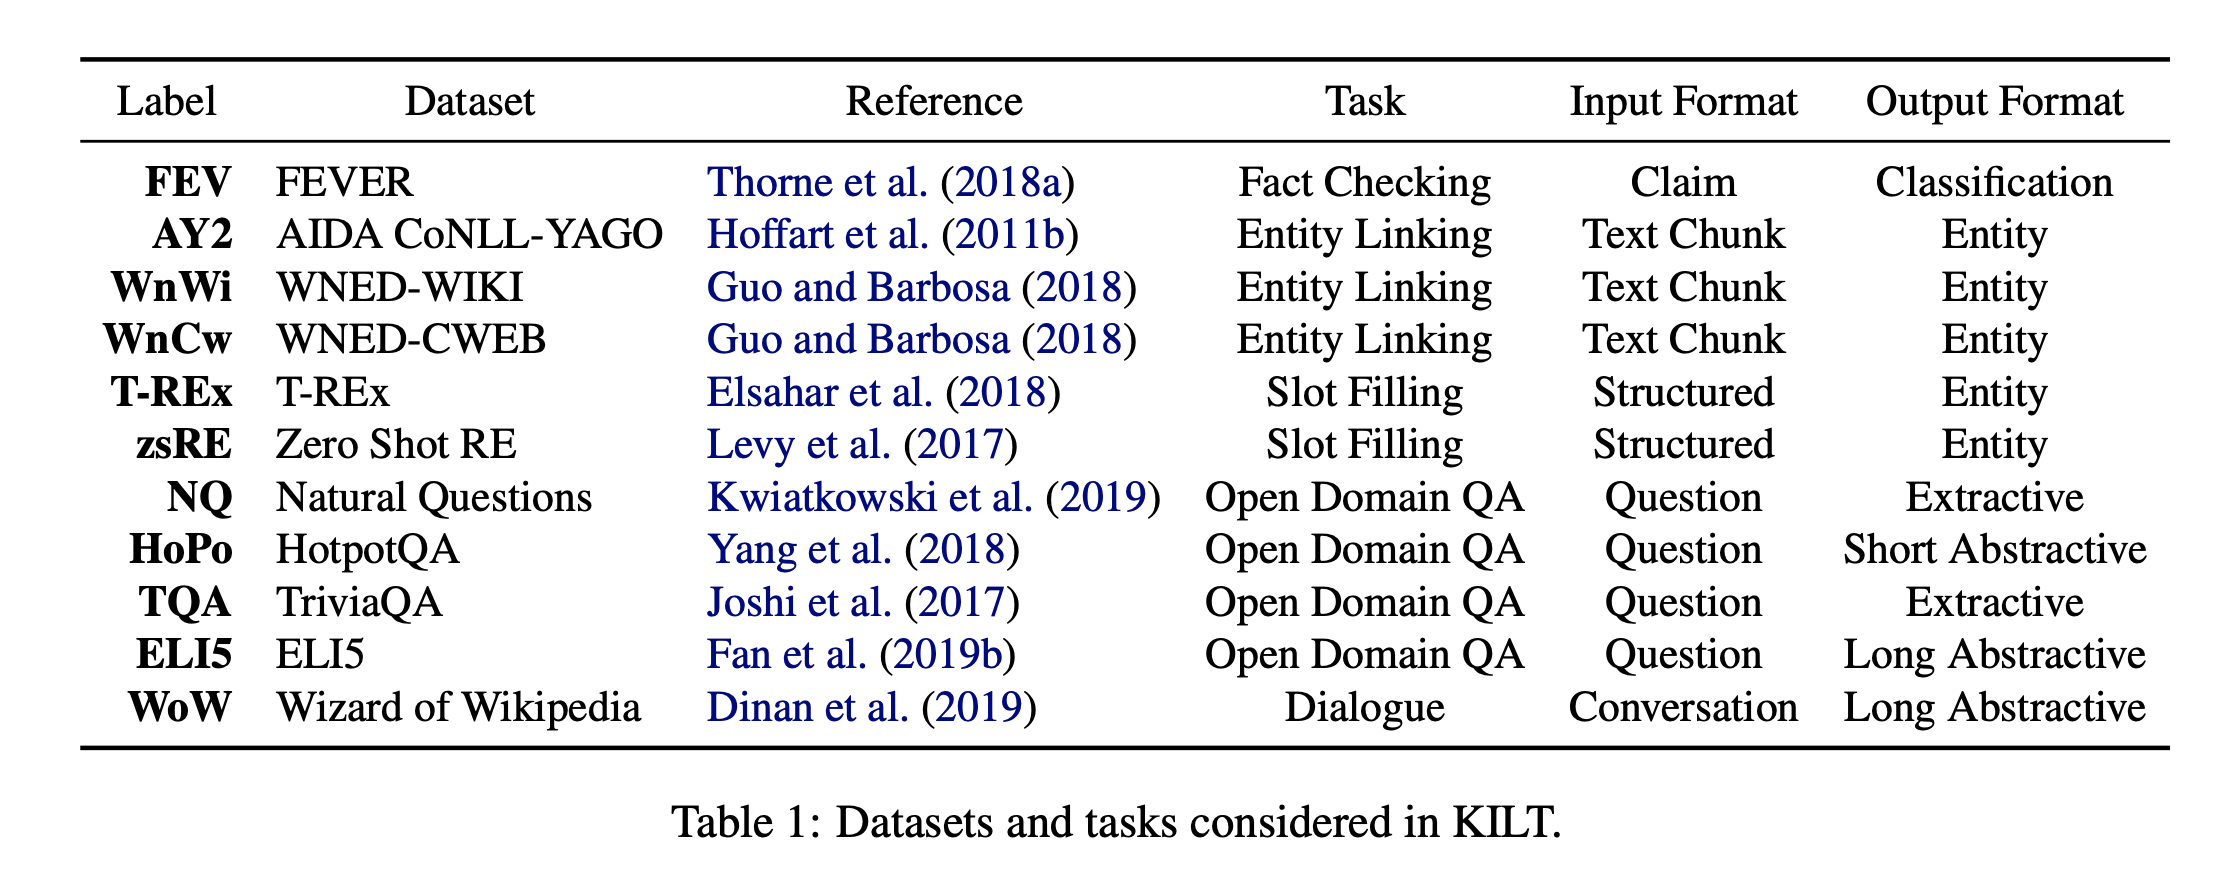 Label Dataset Reference Task Input Format Output Format
FEV FEVER Thorne et al. (2018a) Fact Checking Claim Classification
AY2 AIDA CoNLL-YAGO Hoffart et al. (2011b) Entity Linking Text Chunk Entity
WnWi WNED-WIKI Guo and Barbosa (2018) Entity Linking Text Chunk Entity
WnCw WNED-CWEB Guo and Barbosa (2018) Entity Linking Text Chunk Entity
T-REx T-REx Elsahar et al. (2018) Slot Filling Structured Entity
zsRE Zero Shot RE Levy et al. (2017) Slot Filling Structured Entity
NQ Natural Questions Kwiatkowski et al. (2019) Open Domain QA Question Extractive
HoPo HotpotQA Yang et al. (2018) Open Domain QA Question Short Abstractive
TQA TriviaQA Joshi et al. (2017) Open Domain QA Question Extractive
ELI5 ELI5 Fan et al. (2019b) Open Domain QA Question Long Abstractive
WoW Wizard of Wikipedia Dinan et al. (2019) Dialogue Conversation Long Abstractive
Table 1: Datasets and tasks considered in KILT.